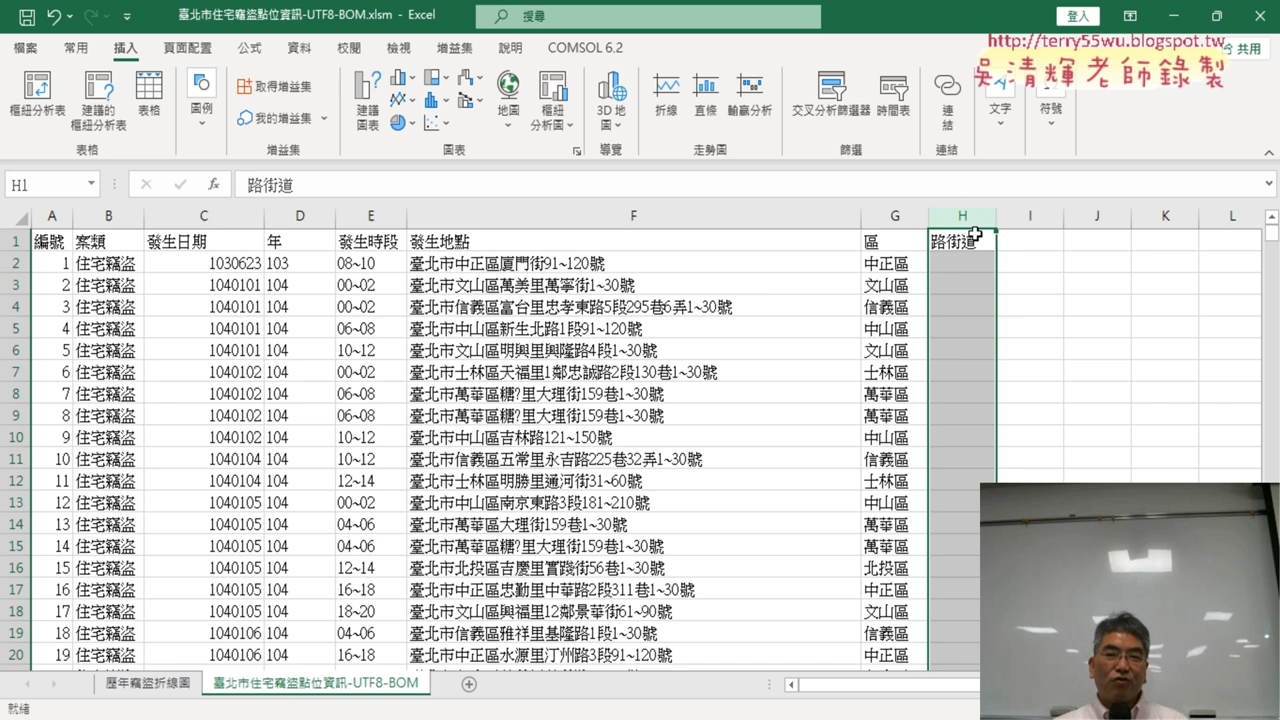 臺北市住宅竊盜點位資訊-UTF8-BOM.xlsm - Excel
搜尋
登入
http://terry55wu.blogspot.tw
吳清輝老師錄製
檔案 常用 插入 頁面配置 公式 資料 校閱 檢視 增益集 說明 COMSOL 6.2 共用
樞紐分析表 建議的樞紐分析表 表格 圖例 取得增益集 我的增益集 建議圖表 地圖 樞紐分析圖 3D 地圖 折線 直條 輸贏分析 交叉分析篩選器 時間表 連結 文字 符號
表格 增益集 圖表 導覽 走勢圖 篩選 連結
H1 fx 路街道
A B C D E F G H I J K L
1 編號 案類 發生日期 年 發生時段 發生地點 區 路街道
2 1 住宅竊盜 1030623 103 08~10 臺北市中正區廈門街91~120號 中正區
3 2 住宅竊盜 1040101 104 00~02 臺北市文山區萬美里萬寧街1~30號 文山區
4 3 住宅竊盜 1040101 104 00~02 臺北市信義區富台里忠孝東路5段295巷6弄1~30號 信義區
5 4 住宅竊盜 1040101 104 06~08 臺北市中山區新生北路1段91~120號 中山區
6 5 住宅竊盜 1040101 104 10~12 臺北市文山區明興里興隆路4段1~30號 文山區
7 6 住宅竊盜 1040102 104 00~02 臺北市士林區天福里1鄰忠誠路2段130巷1~30號 士林區
8 7 住宅竊盜 1040102 104 06~08 臺北市萬華區糖?里大理街159巷1~30號 萬華區
9 8 住宅竊盜 1040102 104 06~08 臺北市萬華區糖?里大理街159巷1~30號 萬華區
10 9 住宅竊盜 1040102 104 10~12 臺北市中山區吉林路121~150號 中山區
11 10 住宅竊盜 1040104 104 10~12 臺北市信義區五常里永吉路225巷32弄1~30號 信義區
12 11 住宅竊盜 1040104 104 12~14 臺北市士林區明勝里通河街31~60號 士林區
13 12 住宅竊盜 1040105 104 00~02 臺北市中山區南京東路3段181~210號 中山區
14 13 住宅竊盜 1040105 104 04~06 臺北市萬華區大理街159巷1~30號 萬華區
15 14 住宅竊盜 1040105 104 04~06 臺北市萬華區糖?里大理街159巷1~30號 萬華區
16 15 住宅竊盜 1040105 104 12~14 臺北市北投區吉慶里實踐街56巷1~30號 北投區
17 16 住宅竊盜 1040105 104 16~18 臺北市中正區忠勤里中華路2段311巷1~30號 中正區
18 17 住宅竊盜 1040105 104 18~20 臺北市文山區興福里12鄰景華街61~90號 文山區
19 18 住宅竊盜 1040106 104 04~06 臺北市信義區雅祥里基隆路1段1~30號 信義區
20 19 住宅竊盜 1040106 104 16~18 臺北市中正區水源里汀州路3段91~120號 中正區
歷年竊盜折線圖 臺北市住宅竊盜點位資訊-UTF8-BOM
就緒